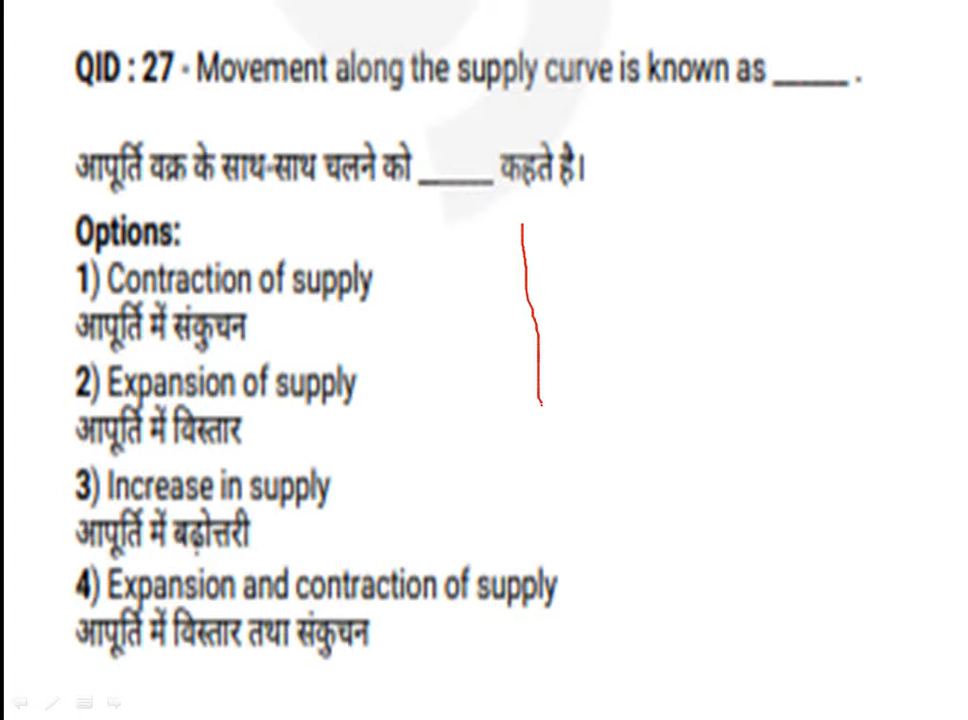 QID : 27 - Movement along the supply curve is known as _____ .
आपूर्ति वक्र के साथ-साथ चलने को _____ कहते है।
Options:
1) Contraction of supply
आपूर्ति में संकुचन
2) Expansion of supply
आपूर्ति में विस्तार
3) Increase in supply
आपूर्ति में बढ़ोत्तरी
4) Expansion and contraction of supply
आपूर्ति में विस्तार तथा संकुचन